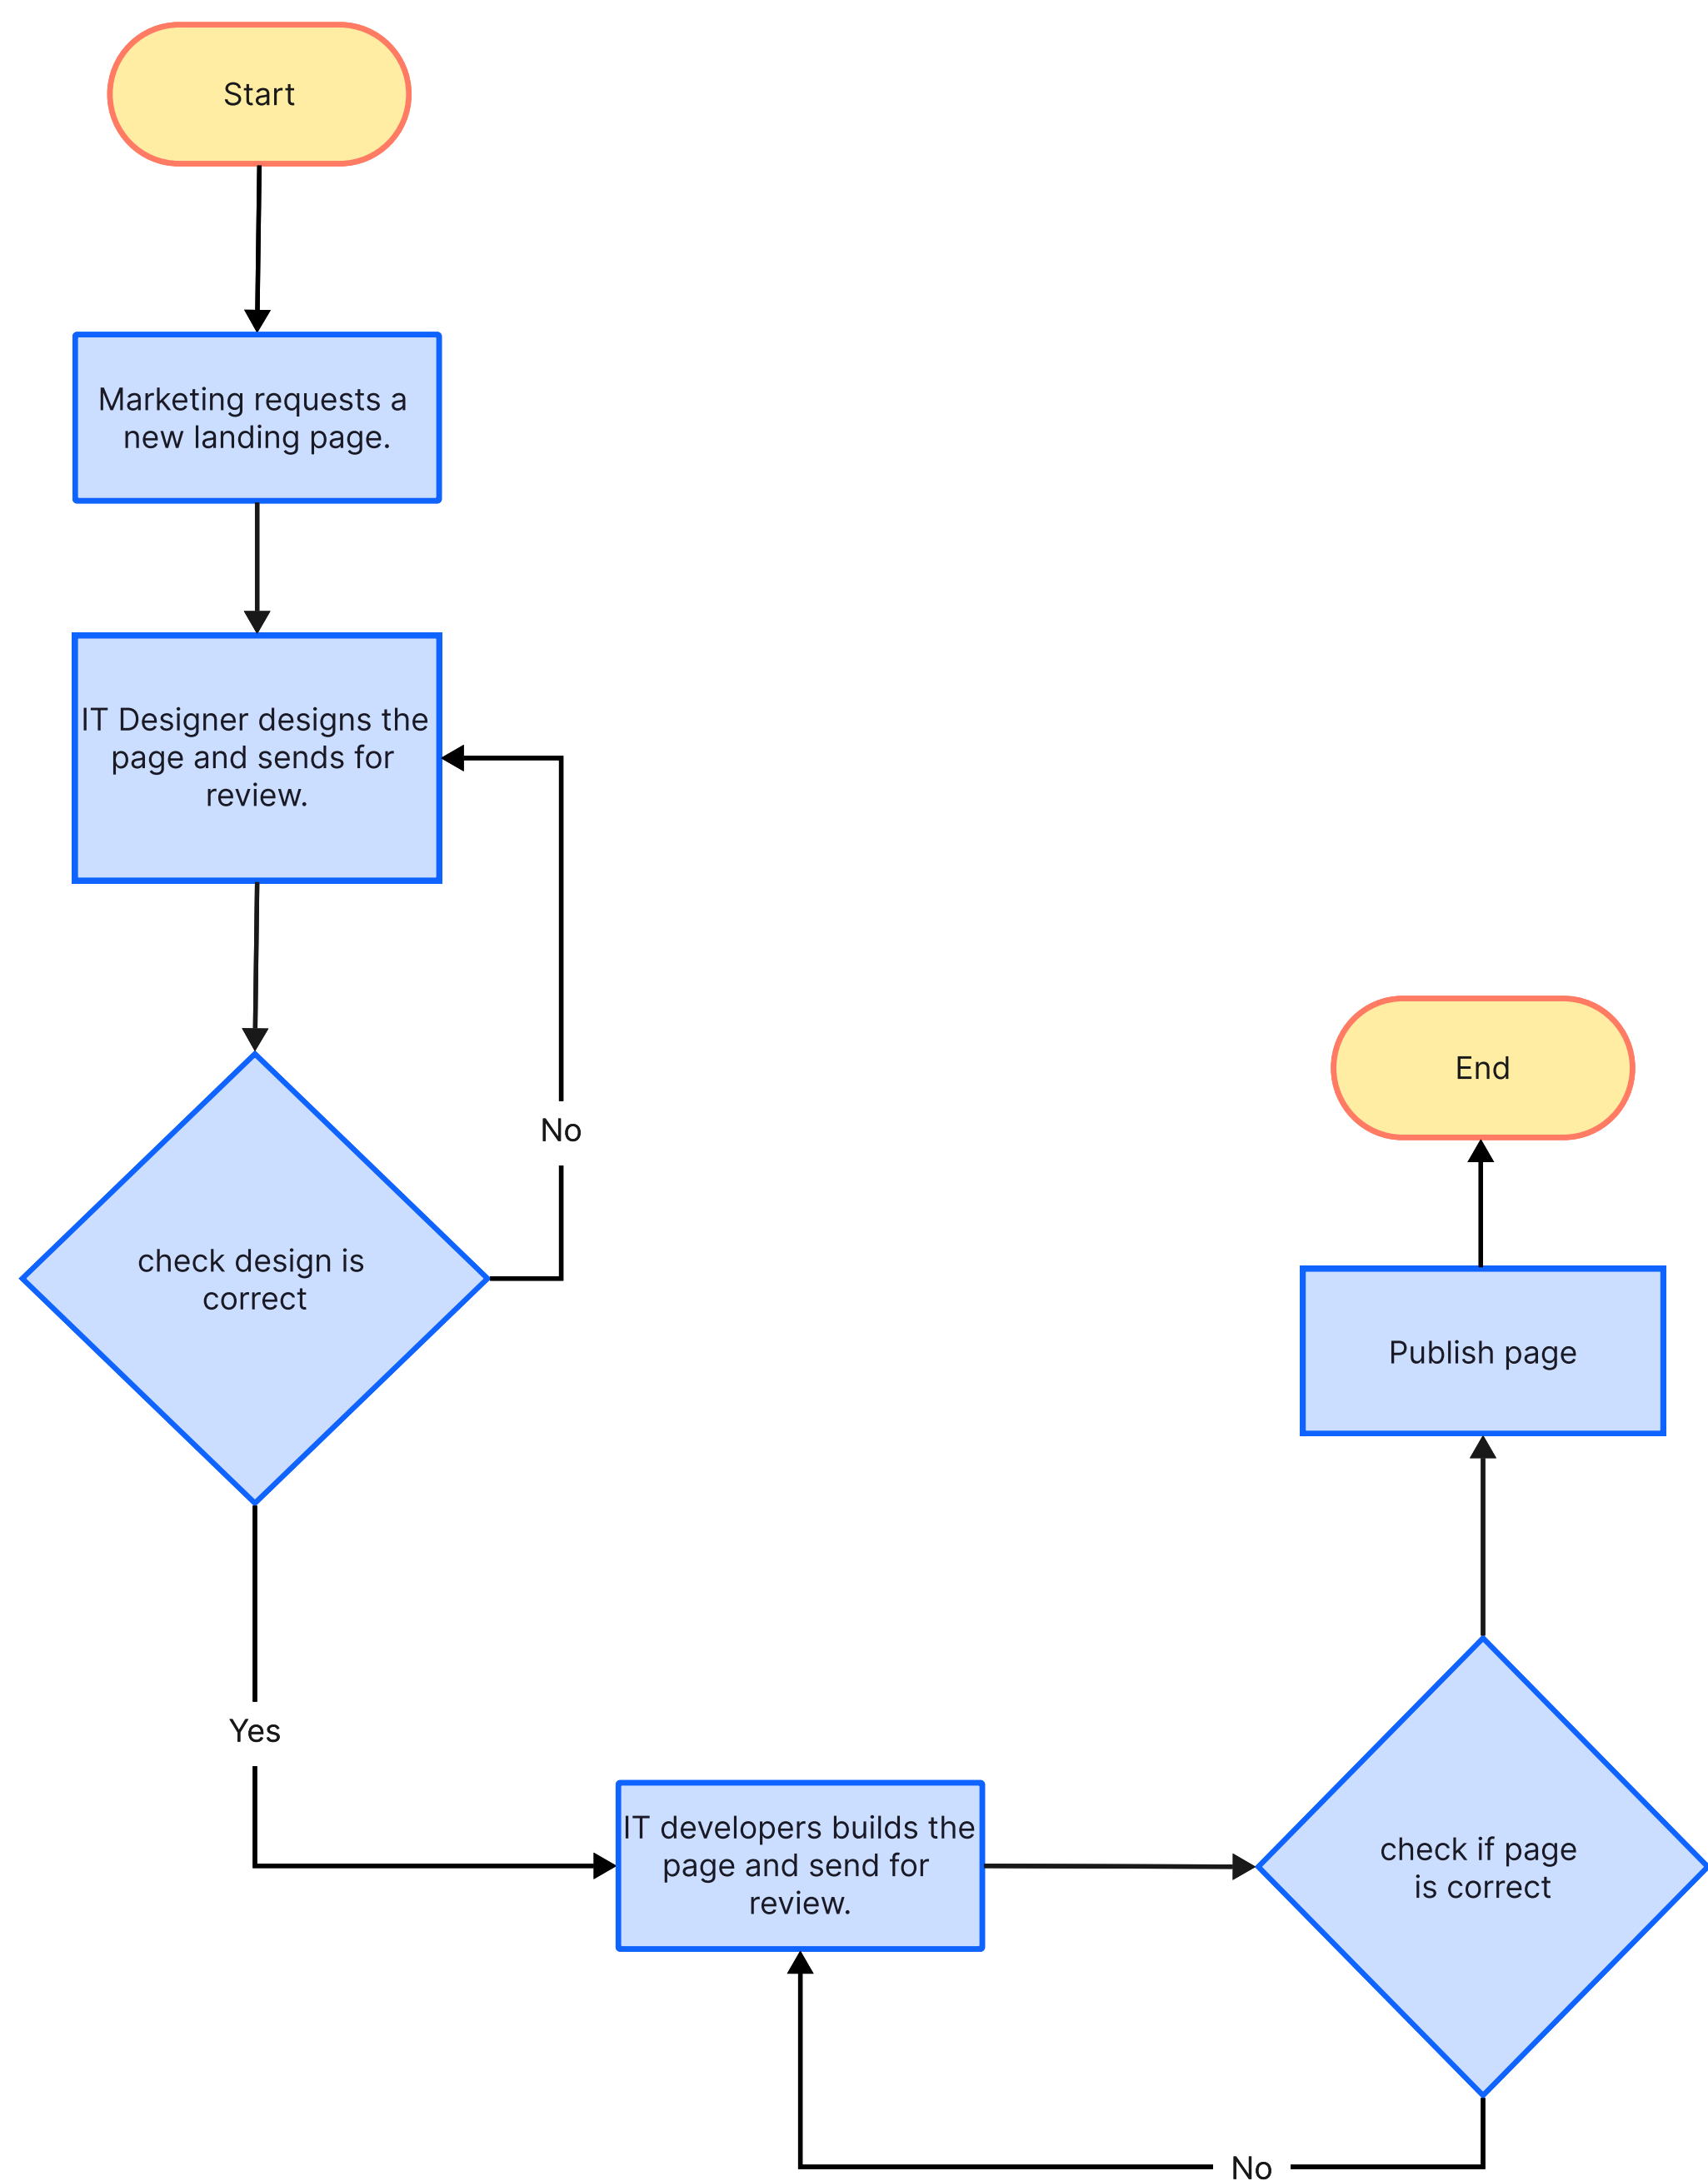 Start
Marketing requests a
new landing page.
IT Designer designs the
page and sends for
review.
No
check design is
correct
Yes
IT developers builds the
page and send for
review.
check if page
is correct
No
Publish page
End